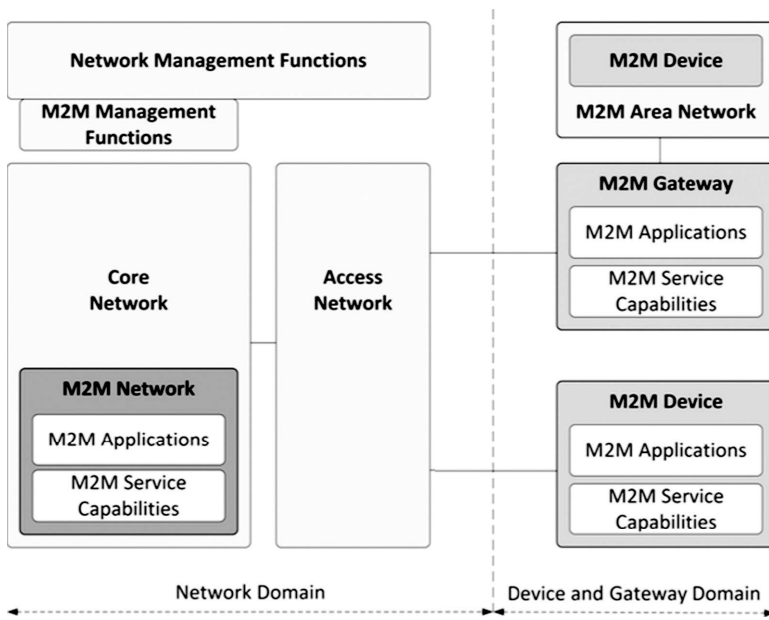 Network Management Functions
M2M Management
Functions
Core
Network
M2M Network
M2M Applications
M2M Service
Capabilities
Access
Network
M2M Device
M2M Area Network
M2M Gateway
M2M Applications
M2M Service
Capabilities
M2M Device
M2M Applications
M2M Service
Capabilities
Network Domain
Device and Gateway Domain